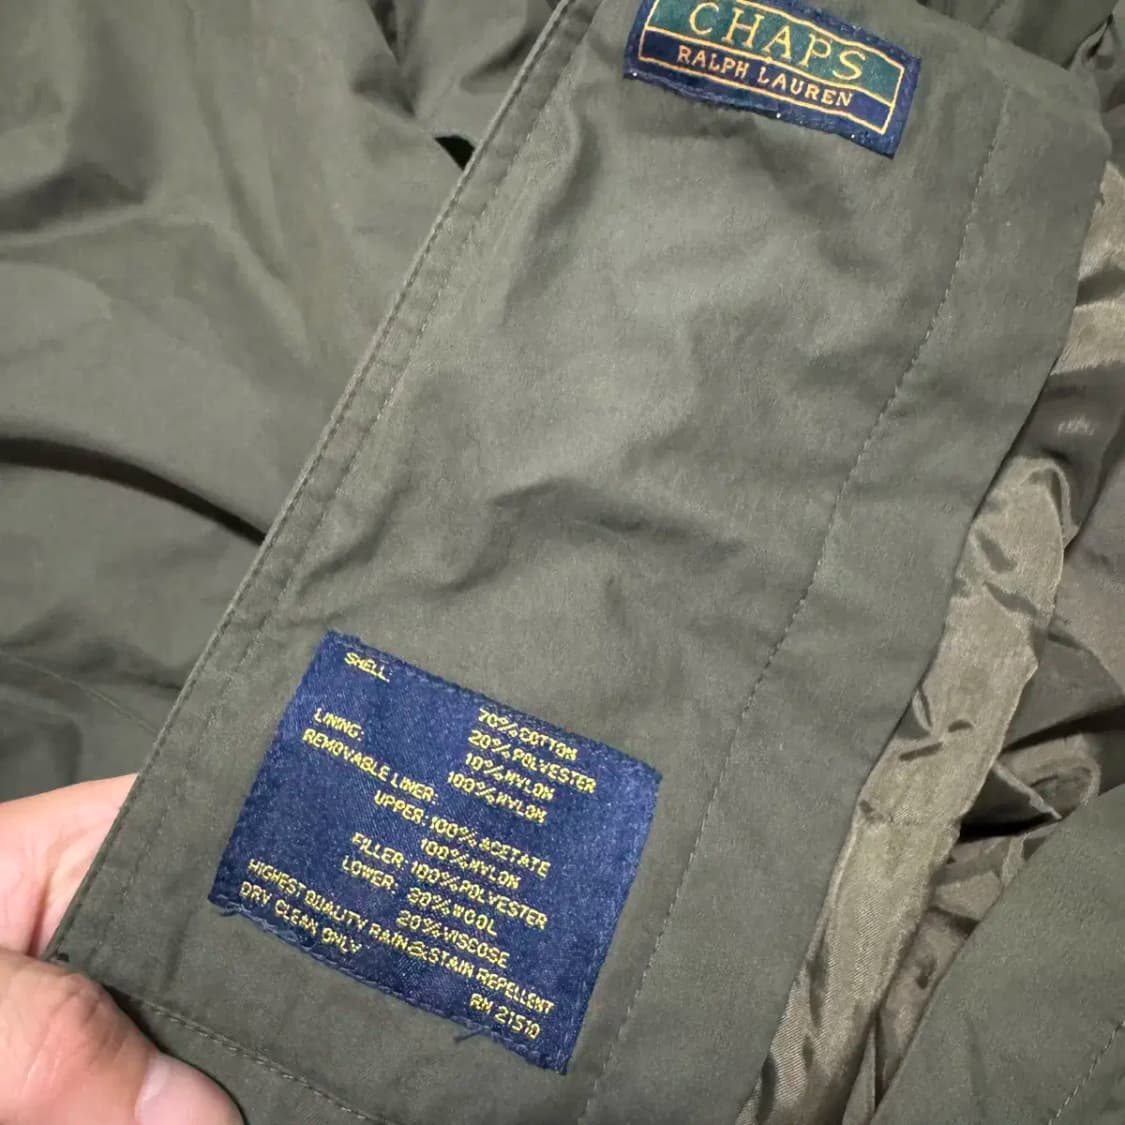 CHAPS
RALPH LAUREN
SHELL:
70% COTTON
20% POLYESTER
10% NYLON
LINING: 100% NYLON
REMOVABLE LINER:
UPPER: 100% ACETATE
100% NYLON
FILLER: 100% POLYESTER
LOWER: 80% WOOL
20% VISCOSE
HIGHEST QUALITY RAIN & STAIN REPELLENT
DRY CLEAN ONLY
RN 21510